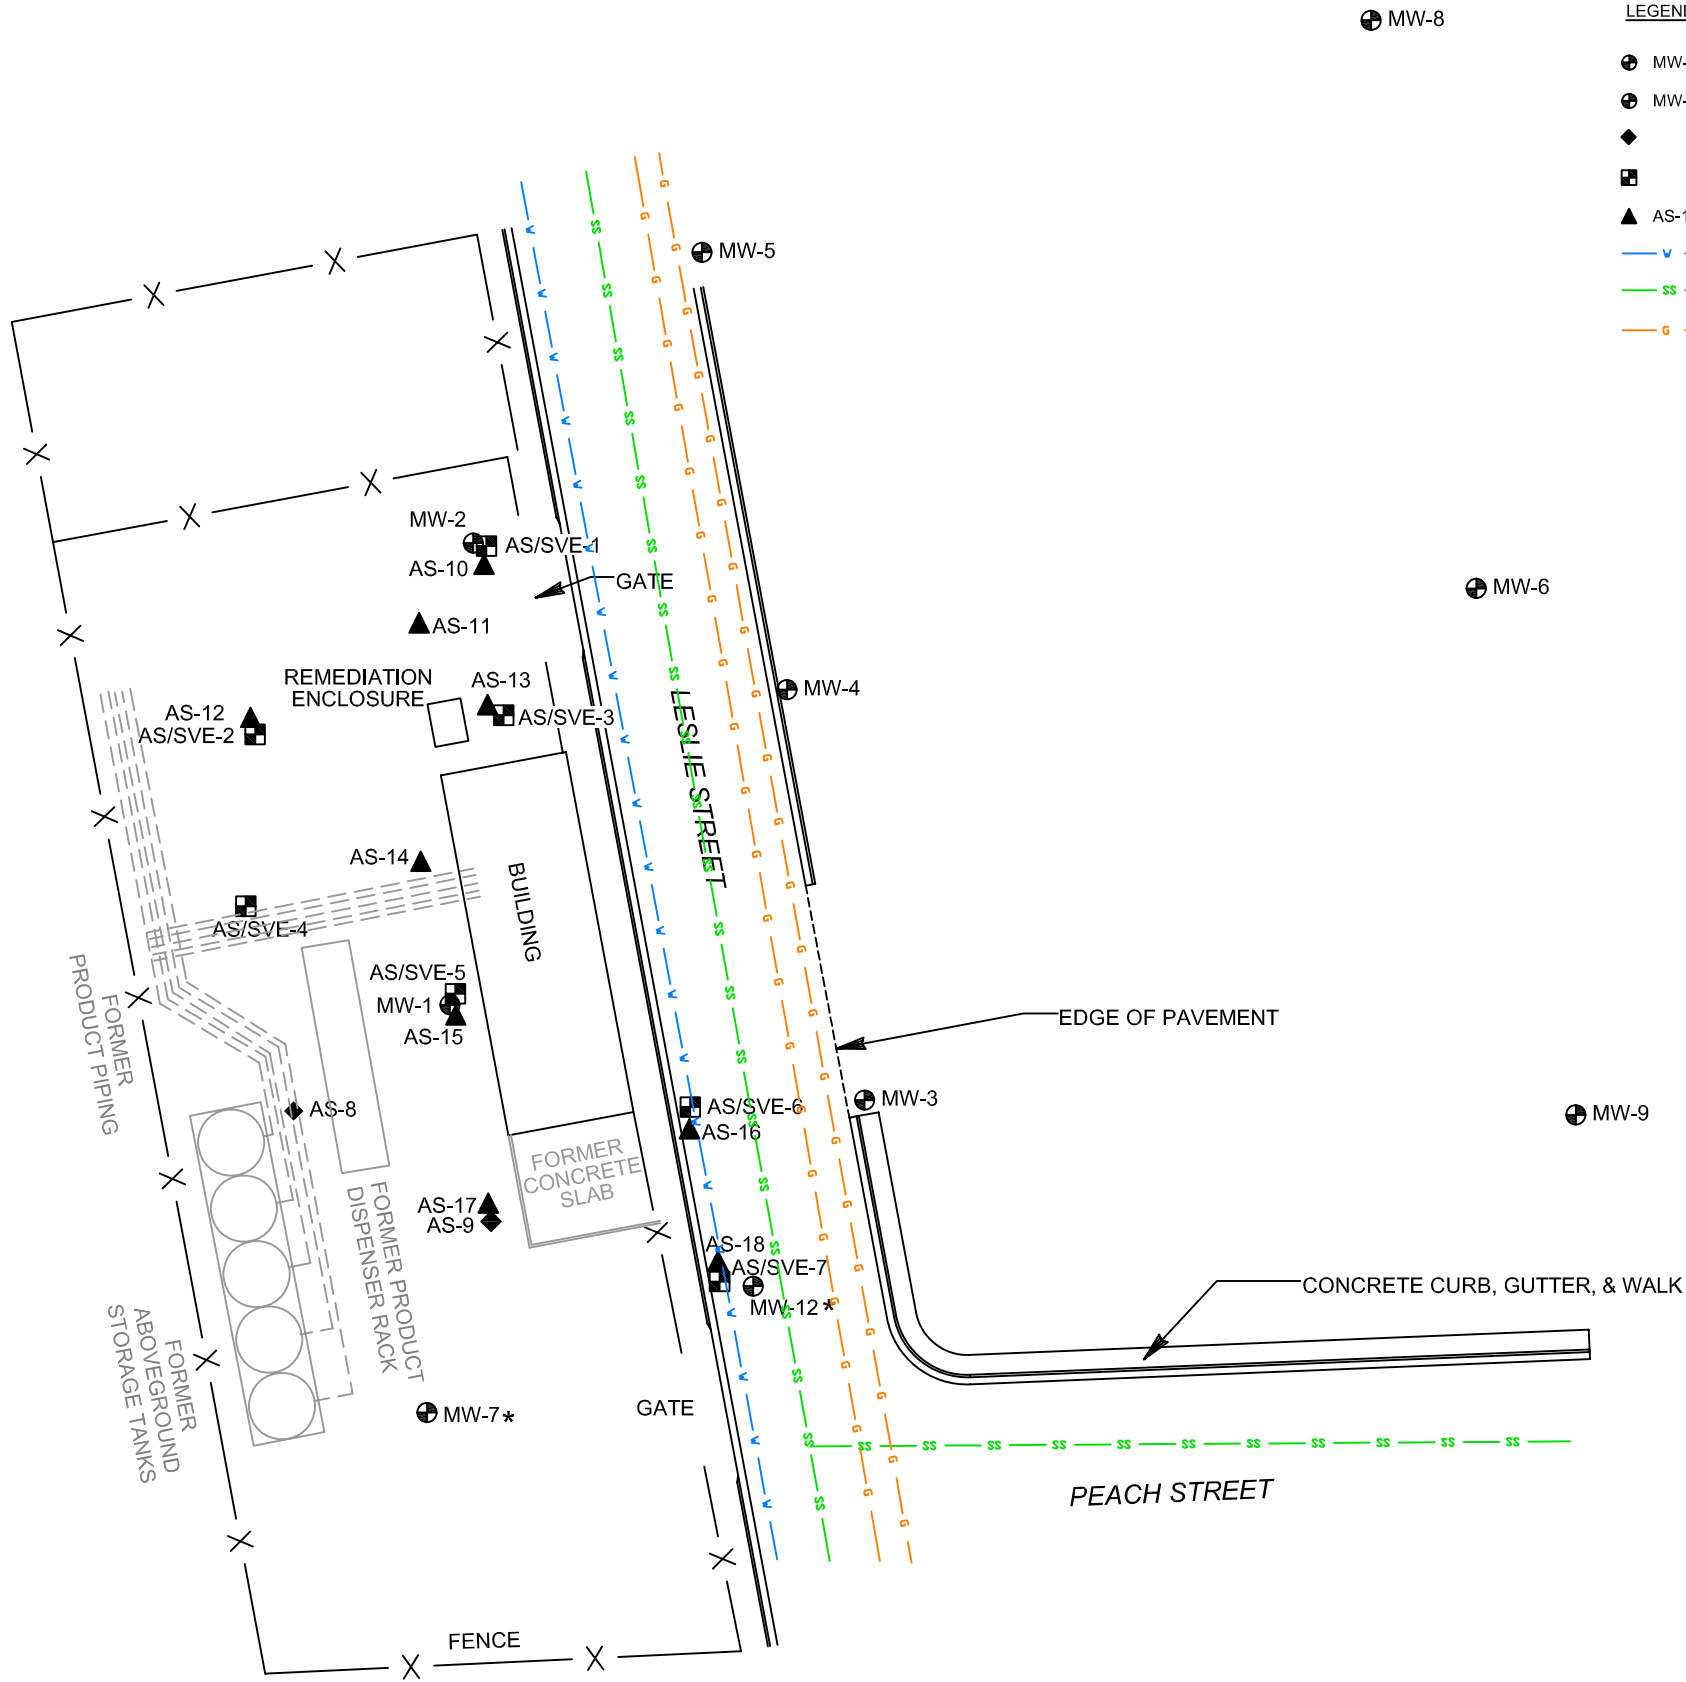 MW-8
LEGEND
MW-
MW-
AS-1
W
SS
G
MW-5
MW-2
AS/SVE-1
AS-10
GATE
AS-11
MW-6
REMEDIATION
ENCLOSURE
AS-13
AS/SVE-3
MW-4
AS-12
AS/SVE-2
LESLIE STREET
AS-14
BUILDING
AS/SVE-4
AS/SVE-5
MW-1
AS-15
FORMER
PRODUCT PIPING
EDGE OF PAVEMENT
AS-8
AS/SVE-6
AS-16
MW-3
MW-9
FORMER
CONCRETE
SLAB
AS-17
AS-9
FORMER PRODUCT
DISPENSER RACK
AS-18
AS/SVE-7
MW-12*
CONCRETE CURB, GUTTER, & WALK
FORMER
ABOVEGROUND
STORAGE TANKS
MW-7*
GATE
PEACH STREET
FENCE